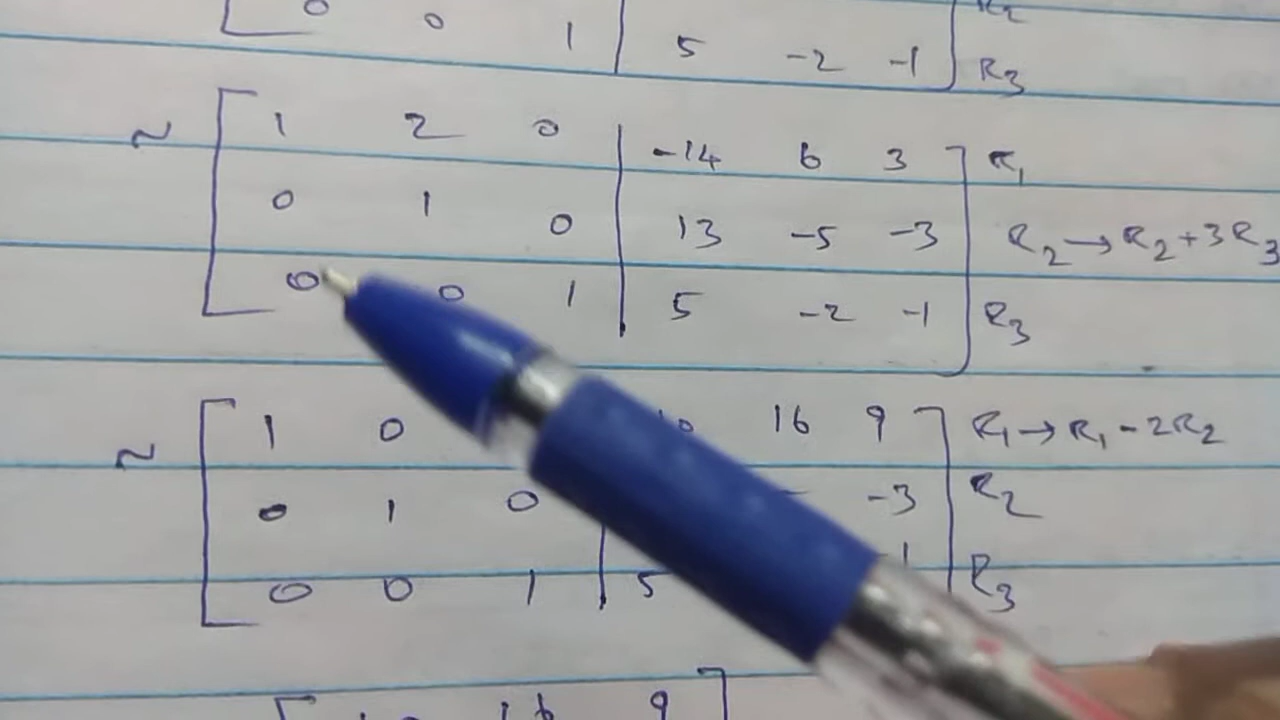 0 0 1 | 5 -2 -1 R3
~ 1 2 0 | -14 6 3 R1
0 1 0 | 13 -5 -3 R2→R2+3R3
0 0 1 | 5 -2 -1 R3
~ 1 0 16 9 R1→R1-2R2
0 1 0 -3 R2
0 0 1 | 5 R3
16 9